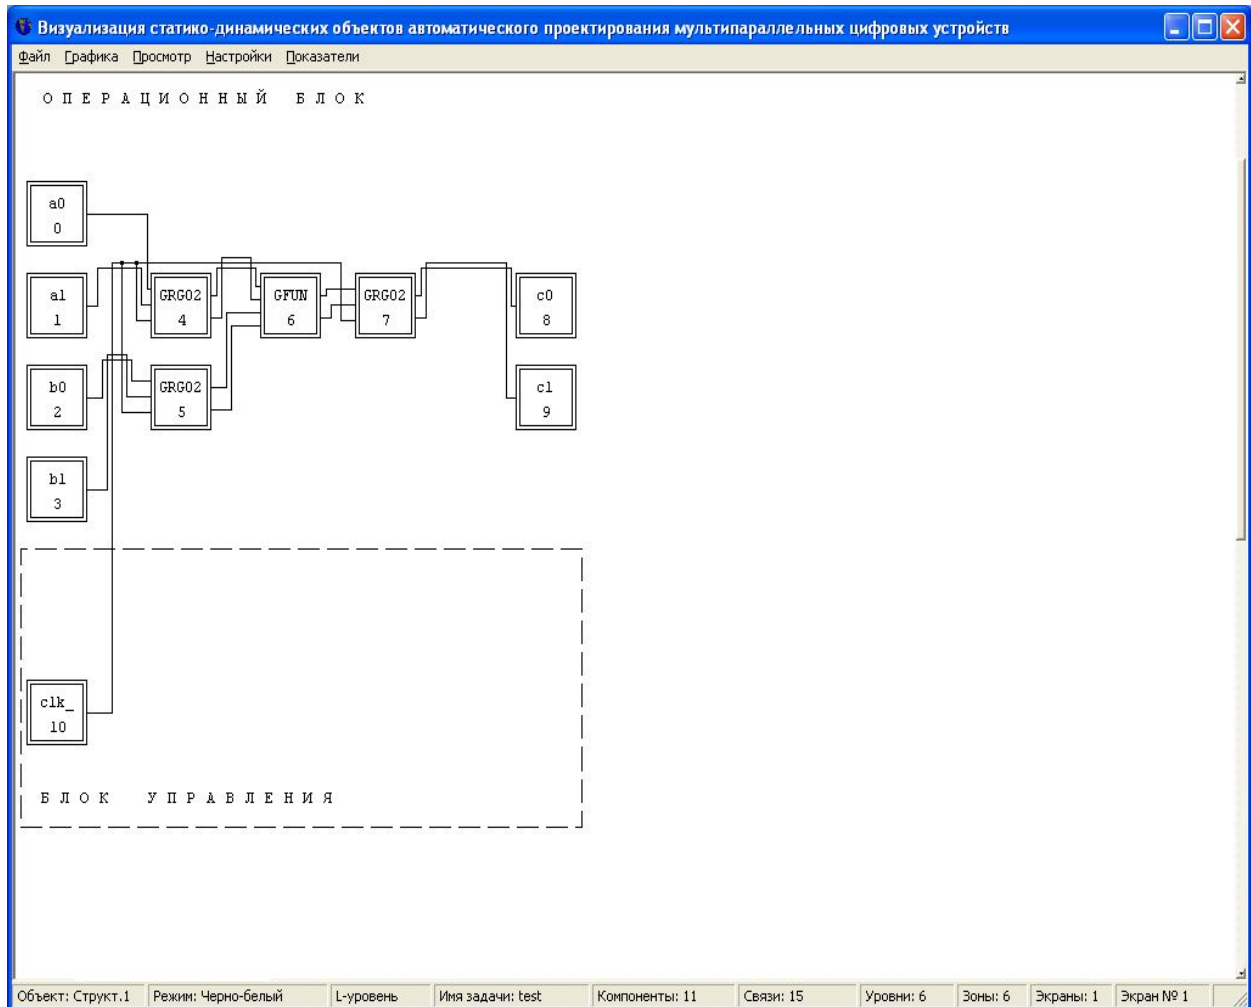 Визуализация статико-динамических объектов автоматического проектирования мультипараллельных цифровых устройств
Файл Графика Просмотр Настройки Показатели
О П Е Р А Ц И О Н Н Ы Й Б Л О К
a0
0
a1
1
GRG02
4
GFUN
6
GRG02
7
c0
8
b0
2
GRG02
5
c1
9
b1
3
clk_
10
Б Л О К У П Р А В Л Е Н И Я
Объект: Структ.1 Режим: Черно-белый L-уровень Имя задачи: test Компоненты: 11 Связи: 15 Уровни: 6 Зоны: 6 Экраны: 1 Экран № 1